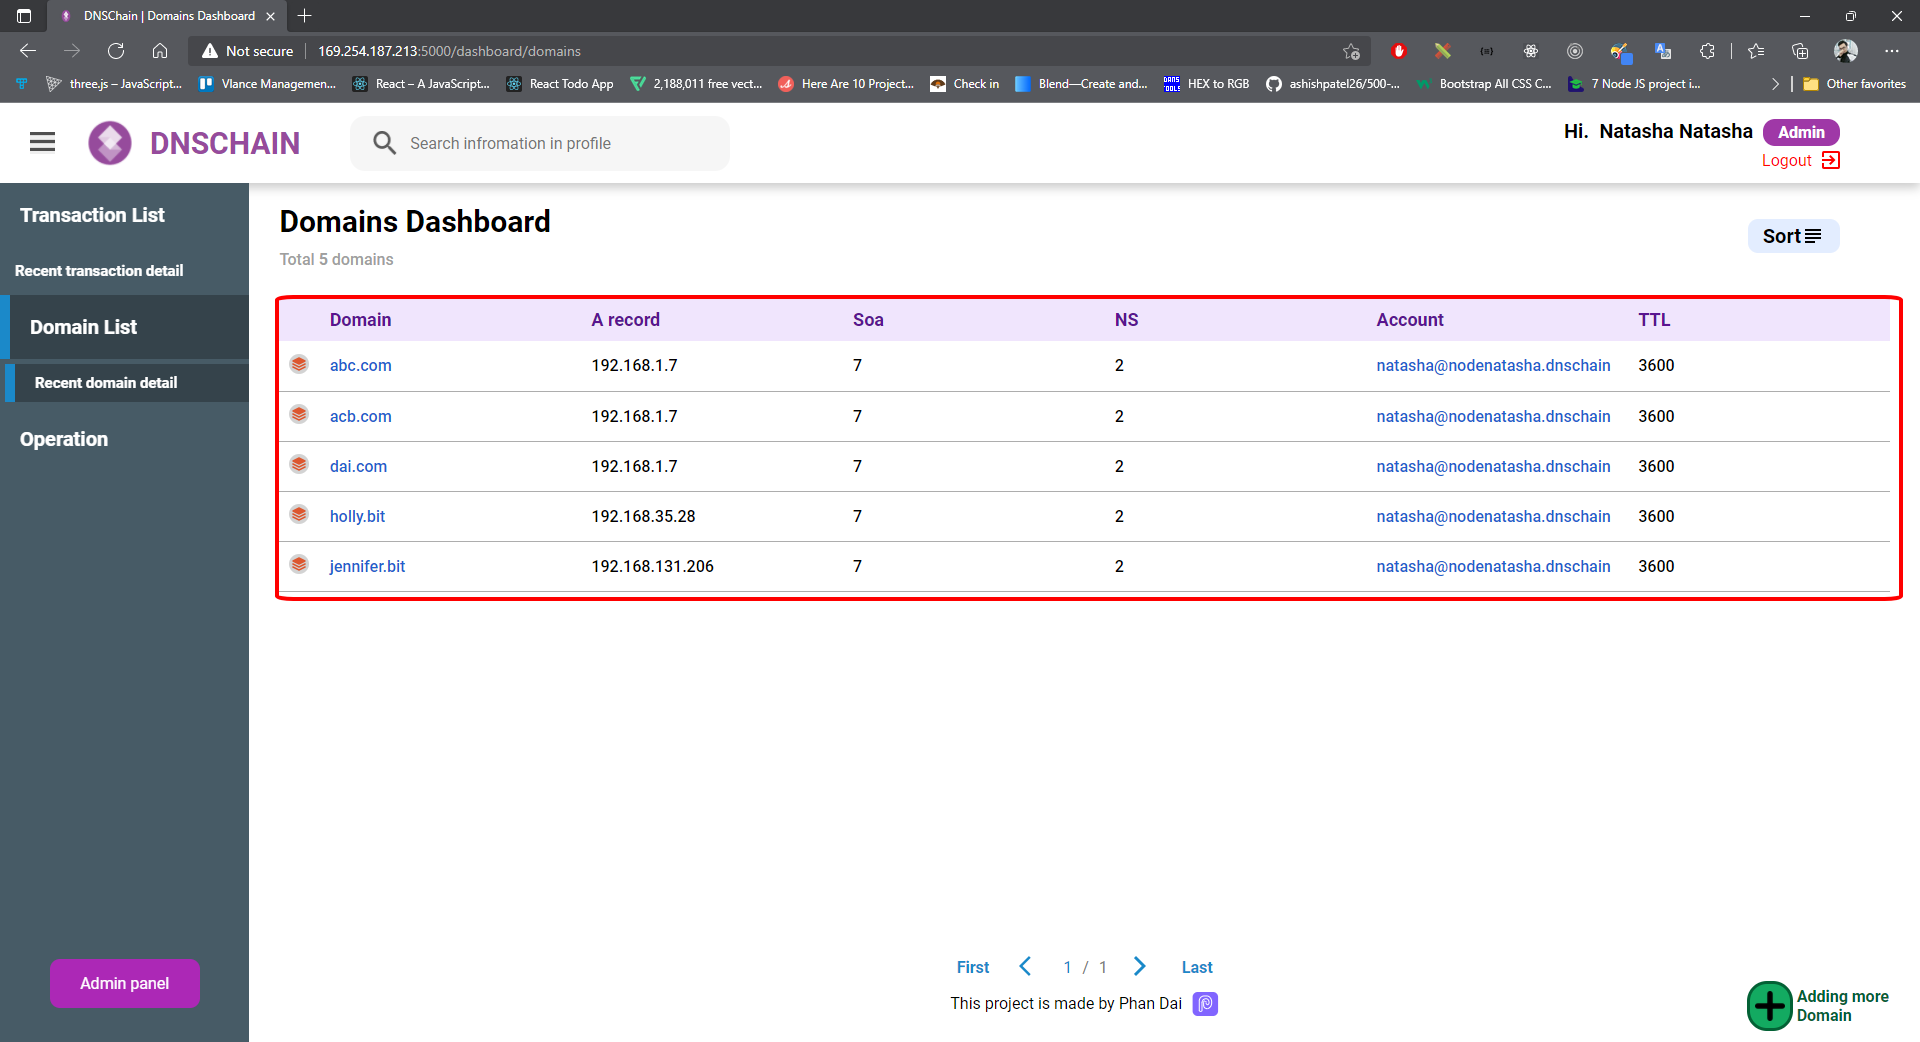 DNSChain | Domains Dashboard
Not secure
169.254.187.213:5000/dashboard/domains
three.js – JavaScript...
Vlance Managemen...
React – A JavaScript...
React Todo App
2,188,011 free vect...
Here Are 10 Project...
Check in
Blend—Create and...
HEX to RGB
ashishpatel26/500-...
Bootstrap All CSS C...
7 Node JS project i...
Other favorites
DNSCHAIN
Search infromation in profile
Hi. Natasha Natasha Admin
Logout
Transaction List
Recent transaction detail
Domain List
Recent domain detail
Operation
Admin panel
Domains Dashboard
Total 5 domains
Sort
Domain A record Soa NS Account TTL
abc.com 192.168.1.7 7 2 natasha@nodenatasha.dnschain 3600
acb.com 192.168.1.7 7 2 natasha@nodenatasha.dnschain 3600
dai.com 192.168.1.7 7 2 natasha@nodenatasha.dnschain 3600
holly.bit 192.168.35.28 7 2 natasha@nodenatasha.dnschain 3600
jennifer.bit 192.168.131.206 7 2 natasha@nodenatasha.dnschain 3600
First 1 / 1 Last
This project is made by Phan Dai
Adding more
Domain